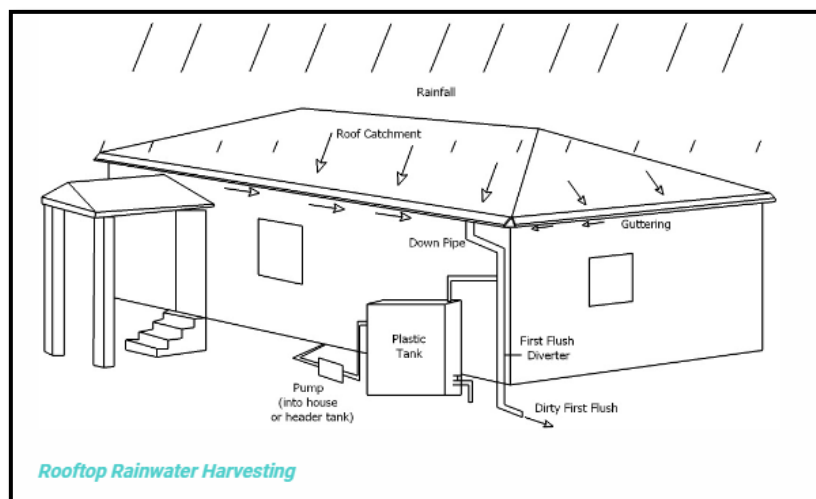 Rainfall
Roof Catchment
Guttering
Down Pipe
Plastic
Tank
First Flush
Diverter
Pump
(into house
or header tank)
Dirty First Flush
Rooftop Rainwater Harvesting